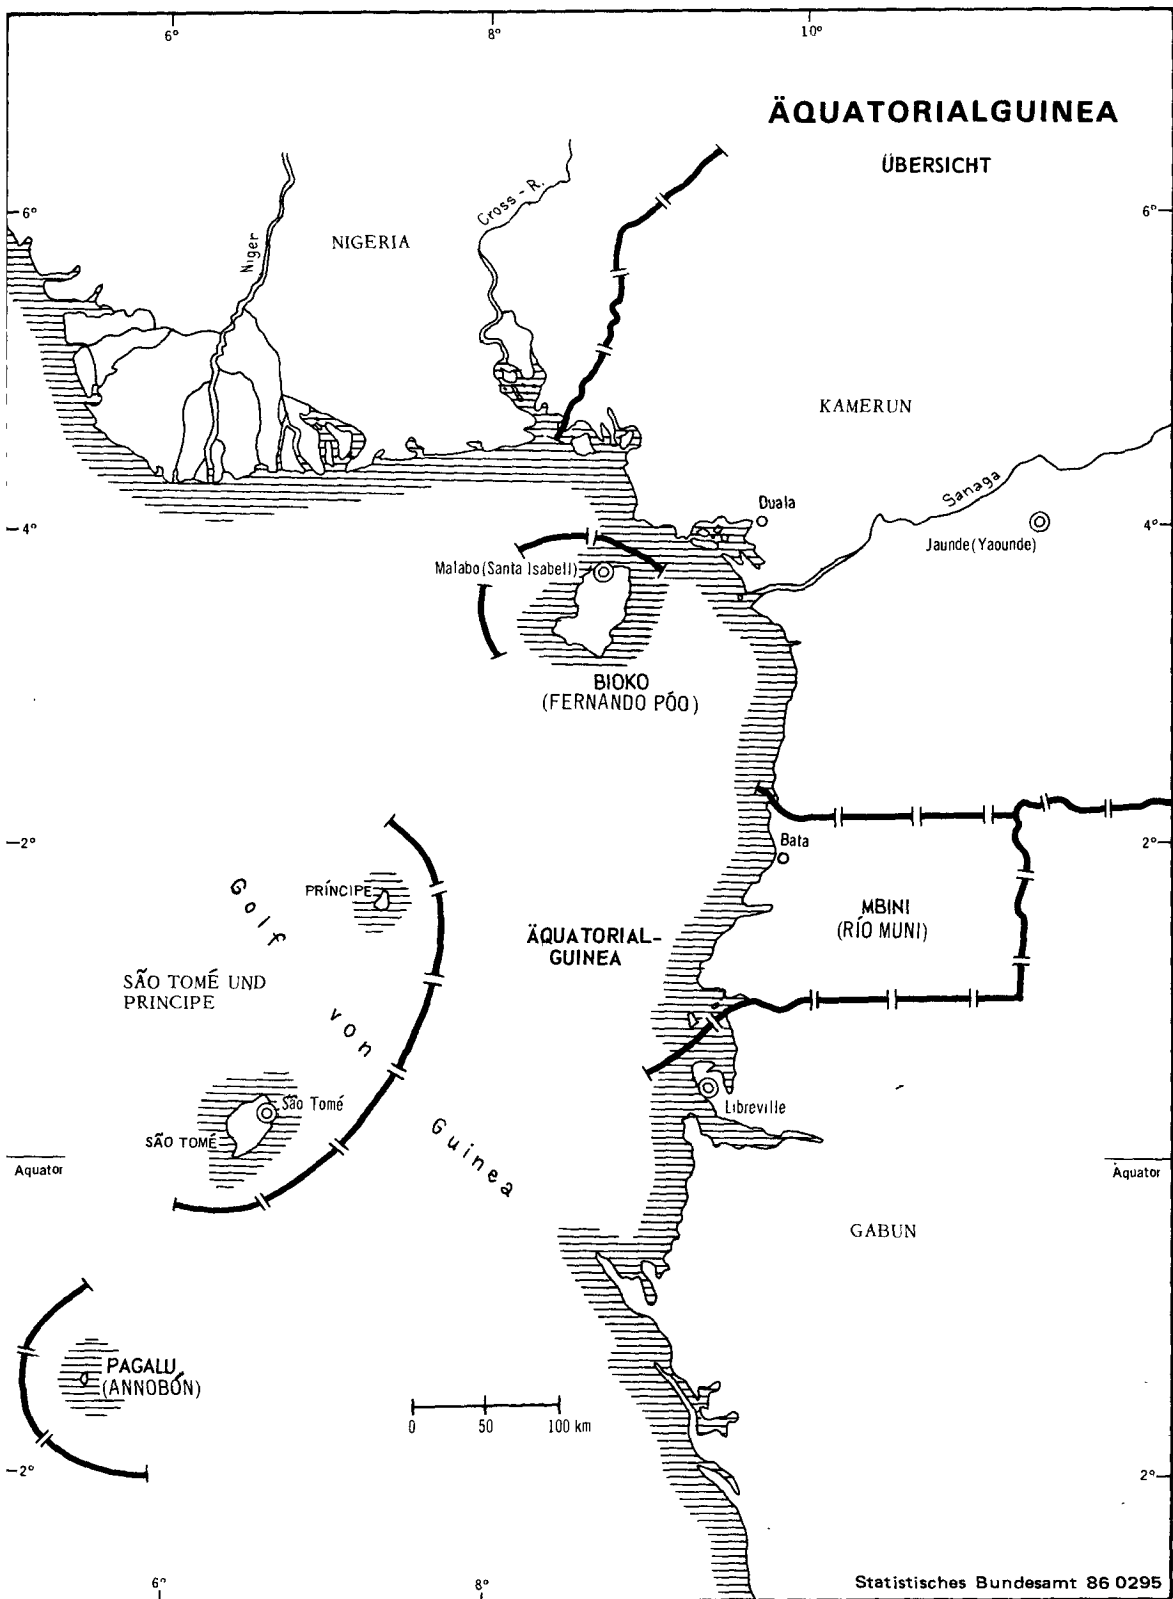 6° 8° 10°
ÄQUATORIALGUINEA
ÜBERSICHT
Cross-R.
6° 6°
Niger
NIGERIA
KAMERUN
Sanaga
Duala
4° 4°
Jaunde (Yaounde)
Malabo (Santa Isabell)
BIOKO
(FERNANDO PÓO)
2° 2°
Bata
PRÍNCIPE
Golf
von
Guinea
MBINI
(RÍO MUNI)
ÄQUATORIAL-
GUINEA
SÃO TOMÉ UND
PRINCIPE
São Tomé
SÃO TOMÉ
Libreville
Äquator Äquator
GABUN
PAGALU
(ANNOBÓN)
0 50 100 km
2° 2°
6° 8°
Statistisches Bundesamt 86 0295